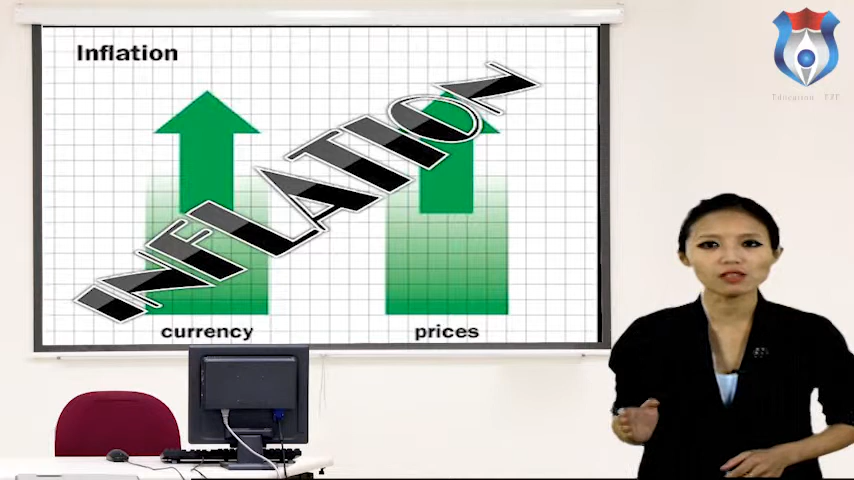 Inflation
INFLATION
currency
prices
Education